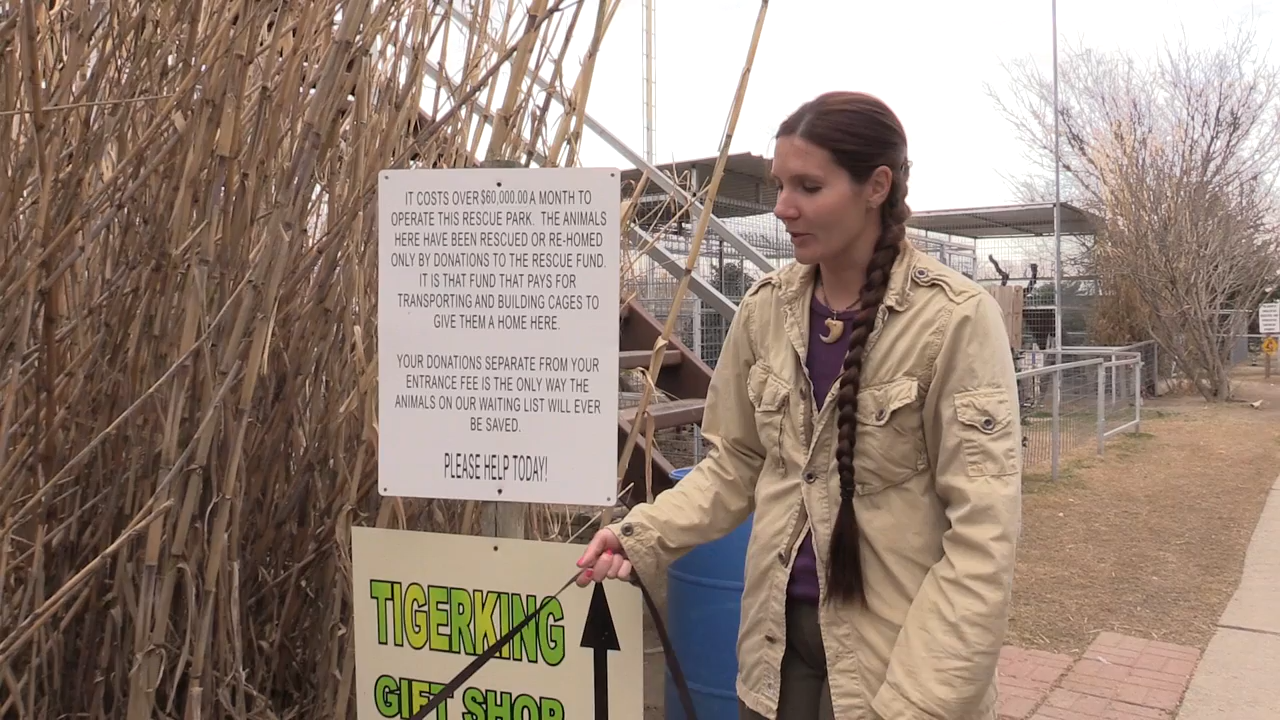 IT COSTS OVER $60,000.00 A MONTH TO
OPERATE THIS RESCUE PARK. THE ANIMALS
HERE HAVE BEEN RESCUED OR RE-HOMED
ONLY BY DONATIONS TO THE RESCUE FUND.
IT IS THAT FUND THAT PAYS FOR
TRANSPORTING AND BUILDING CAGES TO
GIVE THEM A HOME HERE.
YOUR DONATIONS SEPARATE FROM YOUR
ENTRANCE FEE IS THE ONLY WAY THE
ANIMALS ON OUR WAITING LIST WILL EVER
BE SAVED.
PLEASE HELP TODAY!
TIGERKING
GIFT SHOP